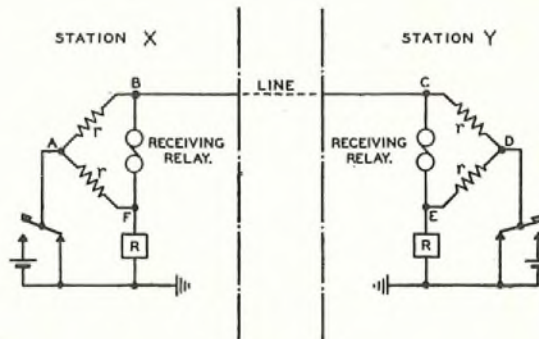 STATION X
STATION Y
B
LINE
C
A
r
r
RECEIVING
RELAY.
RECEIVING
RELAY.
r
r
D
F
E
R
R